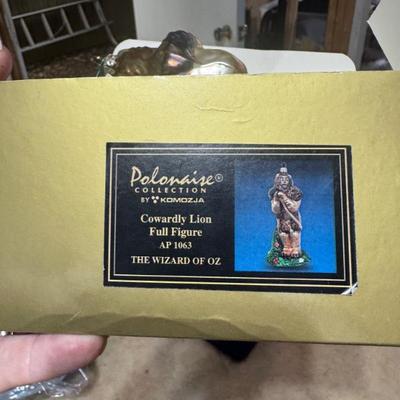 Polonaise®
COLLECTION
BY KOMOZJA
Cowardly Lion
Full Figure
AP 1063
THE WIZARD OF OZ